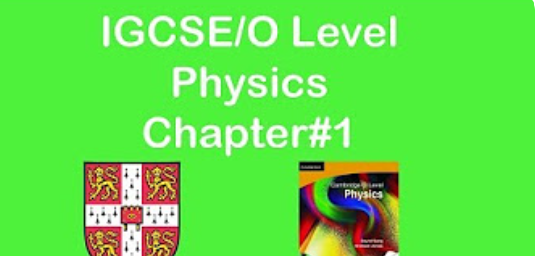 IGCSE/O Level
Physics
Chapter#1
Cambridge O Level
Physics